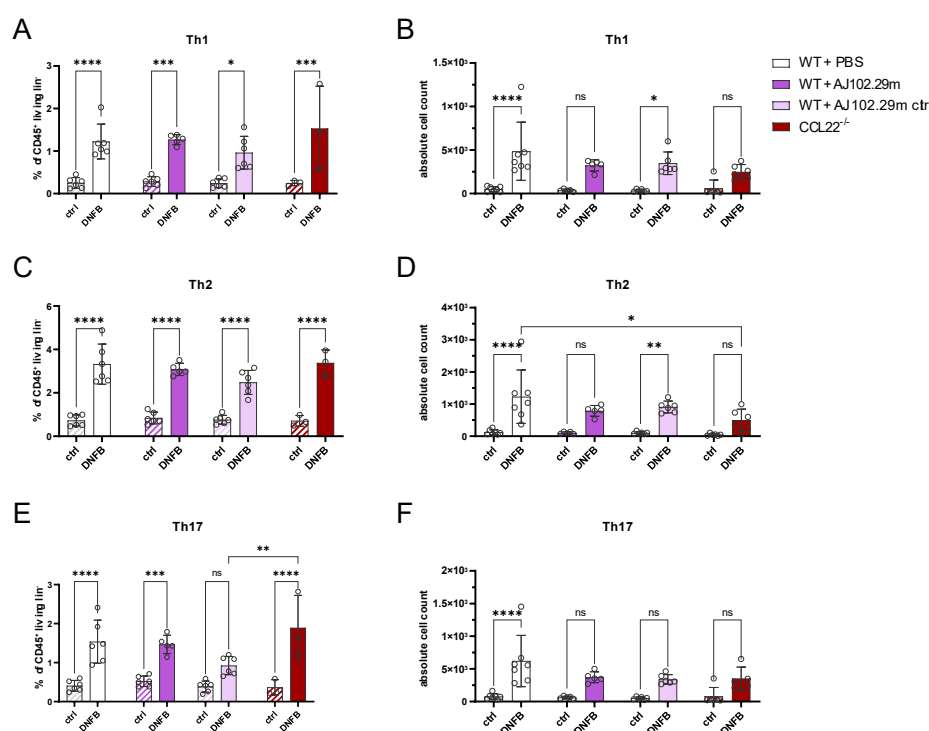 A
Th1
% of CD45⁺ living lin⁻
3
2
1
0
**** *** * ***
ctrl DNFB ctrl DNFB ctrl DNFB ctrl DNFB
B
Th1
absolute cell count
1.5×10³
1×10³
5×10²
0
**** ns * ns
ctrl DNFB ctrl DNFB ctrl DNFB ctrl DNFB
WT + PBS
WT + AJ102.29m
WT + AJ102.29m ctr
CCL22⁻/⁻
C
Th2
% of CD45⁺ living lin⁻
6
4
2
0
**** **** **** ****
ctrl DNFB ctrl DNFB ctrl DNFB ctrl DNFB
D
Th2
absolute cell count
4×10³
3×10³
2×10³
1×10³
0
*
**** ns ** ns
ctrl DNFB ctrl DNFB ctrl DNFB ctrl DNFB
E
Th17
% of CD45⁺ living lin⁻
3
2
1
0
**
**** *** ns ****
ctrl DNFB ctrl DNFB ctrl DNFB ctrl DNFB
F
Th17
absolute cell count
2×10³
1.5×10³
1×10³
5×10²
0
**** ns ns ns
ctrl DNFB ctrl DNFB ctrl DNFB ctrl DNFB